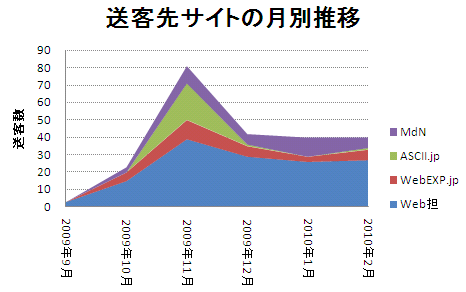 送客先サイトの月別推移
送客数
90
80
70
60
50
40
30
20
10
0
2009年9月
2009年10月
2009年11月
2009年12月
2010年1月
2010年2月
MdN
ASCII.jp
WebEXP.jp
Web担